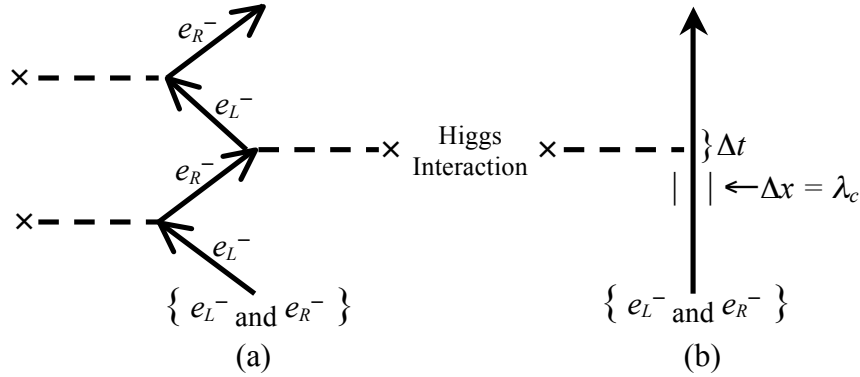 e_R⁻
×
e_L⁻
× Higgs Interaction ×
} Δt
e_R⁻
| | ← Δx = λ_c
×
e_L⁻
{ e_L⁻ and e_R⁻ }
{ e_L⁻ and e_R⁻ }
(a)
(b)